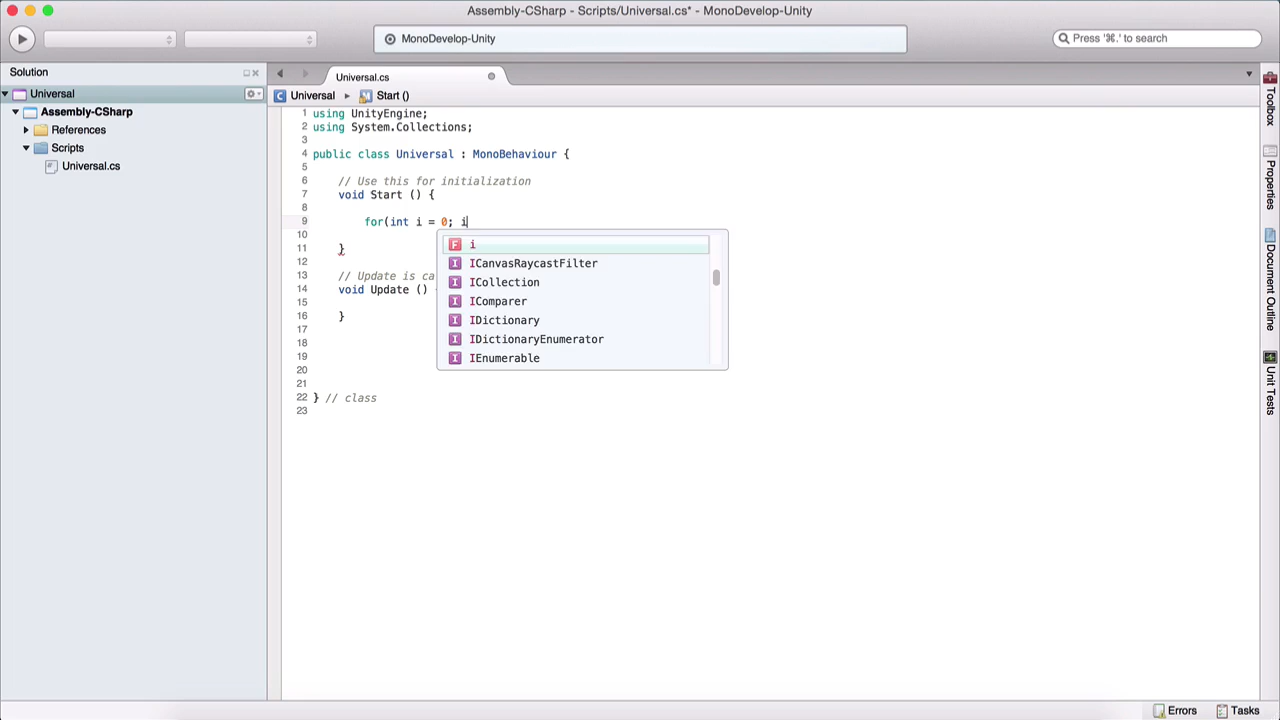 Assembly-CSharp - Scripts/Universal.cs* - MonoDevelop-Unity
MonoDevelop-Unity
Press '⌘.' to search
Solution
Universal
Assembly-CSharp
References
Scripts
Universal.cs
Universal.cs
Universal ▸ Start ()
1 using UnityEngine;
2 using System.Collections;
3
4 public class Universal : MonoBehaviour {
5
6 // Use this for initialization
7 void Start () {
8
9 for(int i = 0; i
10
11 }
12
13 // Update is ca
14 void Update ()
15
16 }
17
18
19
20
21
22 } // class
23
F i
I ICanvasRaycastFilter
I ICollection
I IComparer
I IDictionary
I IDictionaryEnumerator
I IEnumerable
Toolbox
Properties
Document Outline
Unit Tests
Errors
Tasks